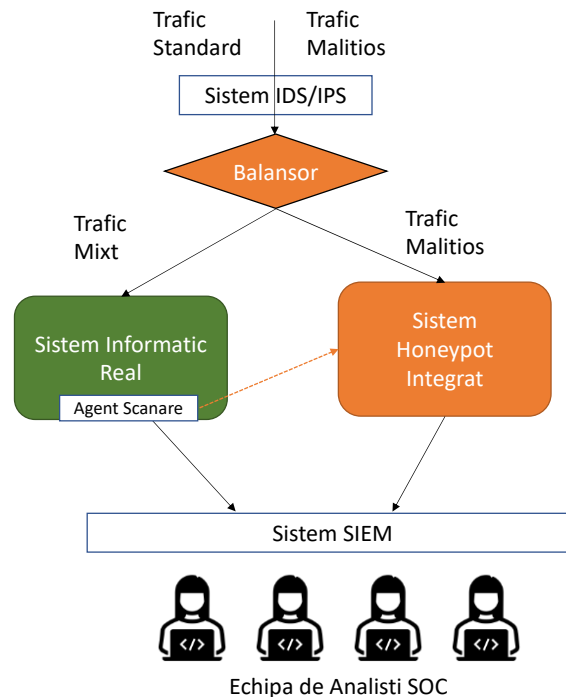 Trafic
Standard
Trafic
Malitios
Sistem IDS/IPS
Balansor
Trafic
Mixt
Trafic
Malitios
Sistem Informatic
Real
Agent Scanare
Sistem
Honeypot
Integrat
Sistem SIEM
</> </> </> </>
Echipa de Analisti SOC